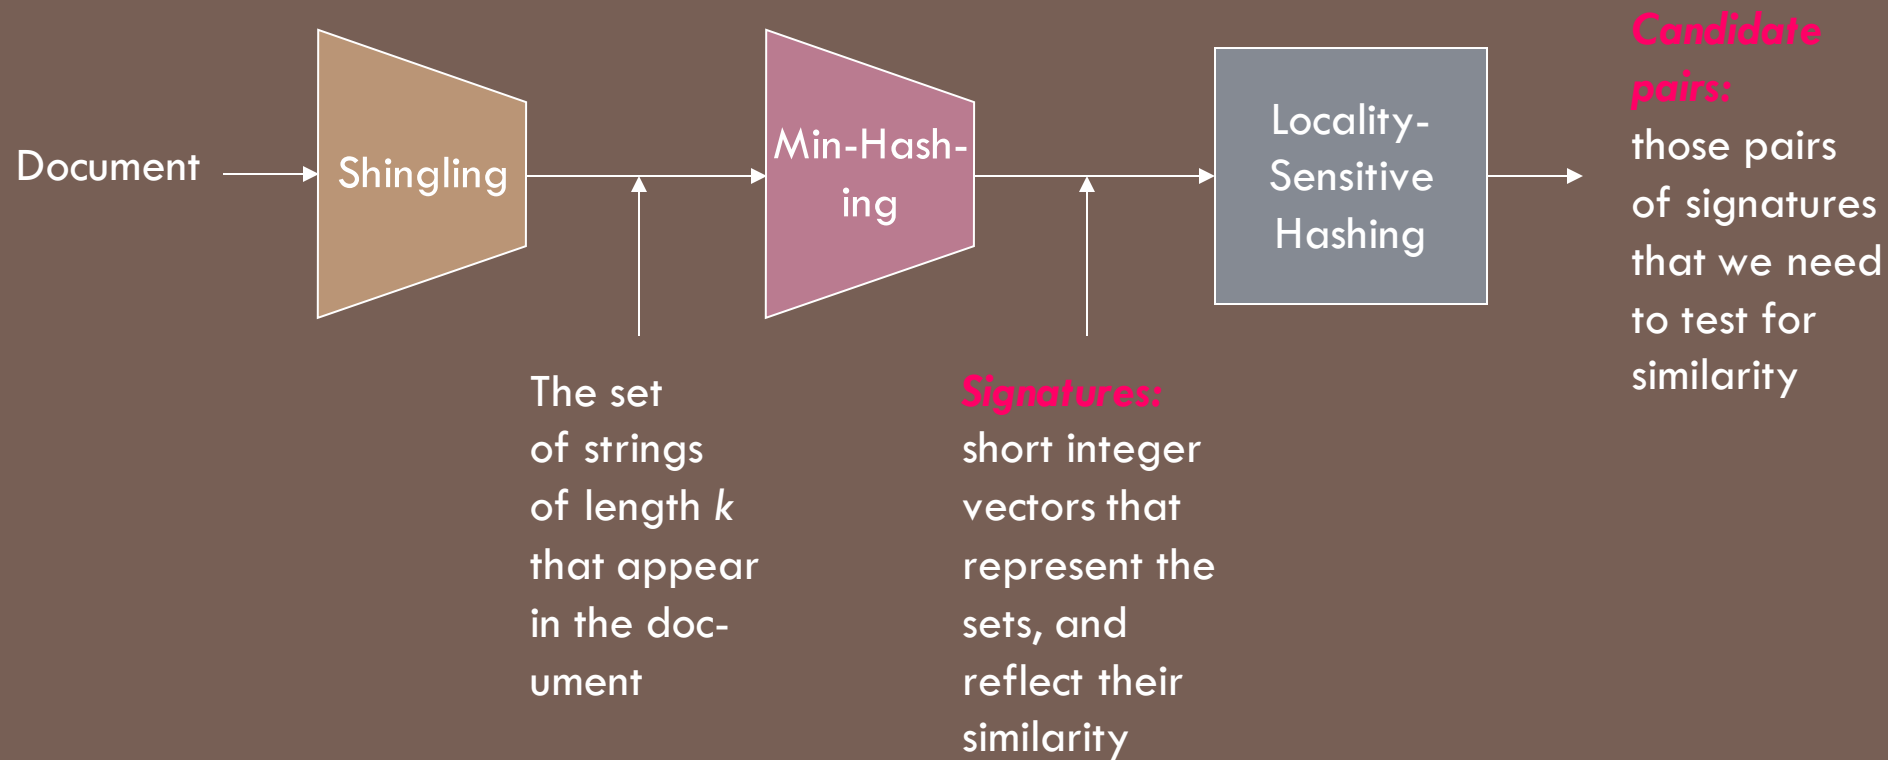 Document
Shingling
Min-Hash-
ing
Locality-
Sensitive
Hashing
Candidate
pairs:
those pairs
of signatures
that we need
to test for
similarity
The set
of strings
of length k
that appear
in the doc-
ument
Signatures:
short integer
vectors that
represent the
sets, and
reflect their
similarity